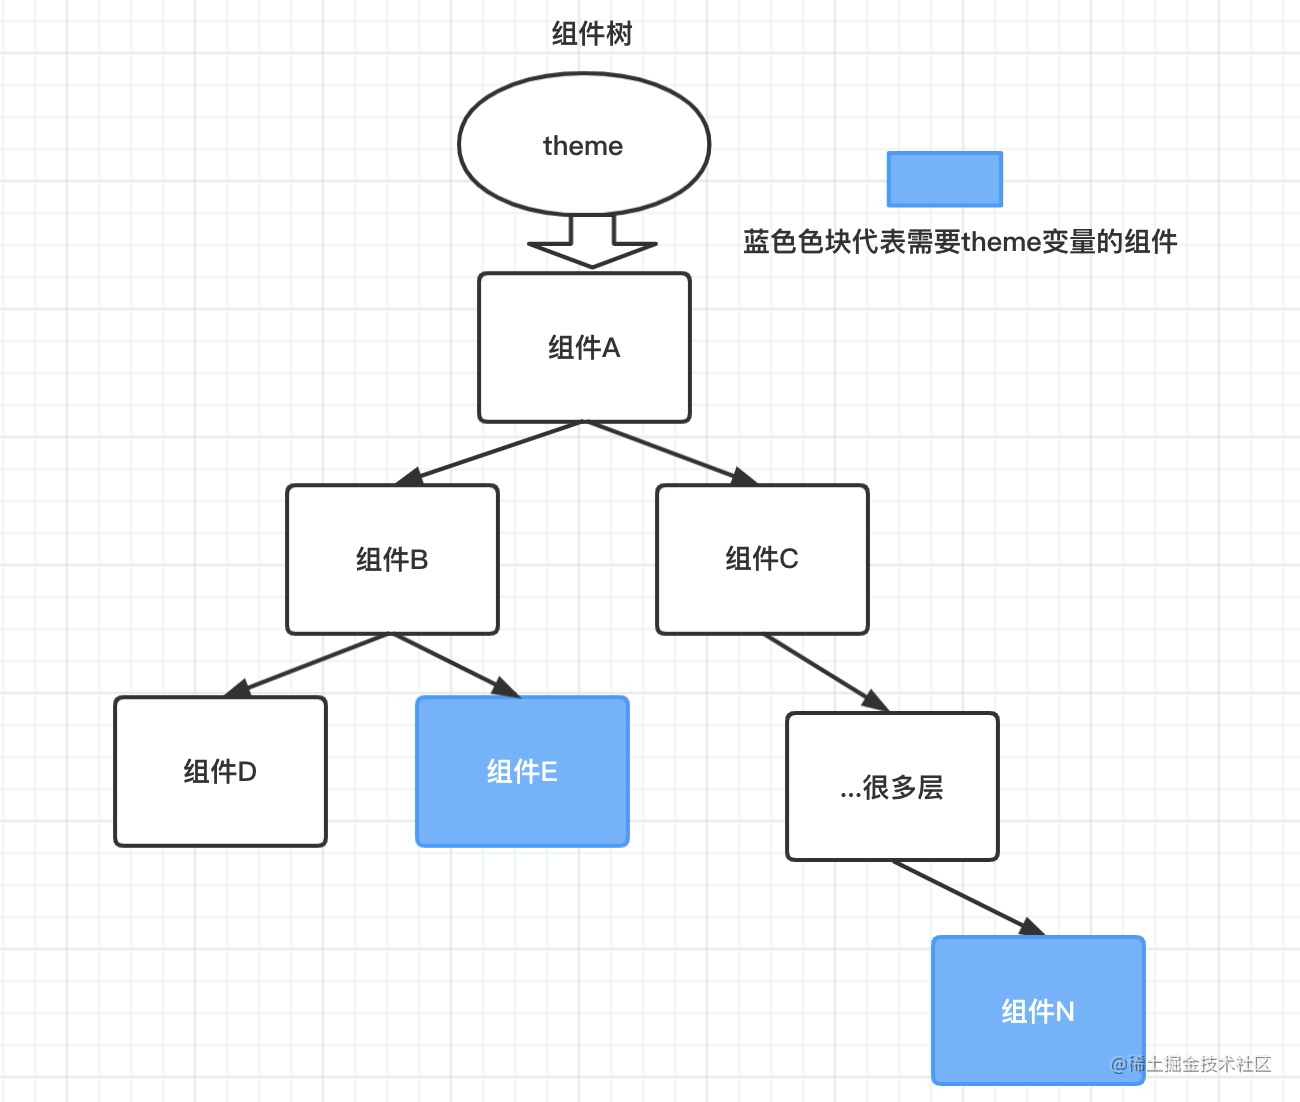 组件树
theme
蓝色色块代表需要theme变量的组件
组件A
组件B
组件C
组件D
组件E
...很多层
组件N
@稀土掘金技术社区